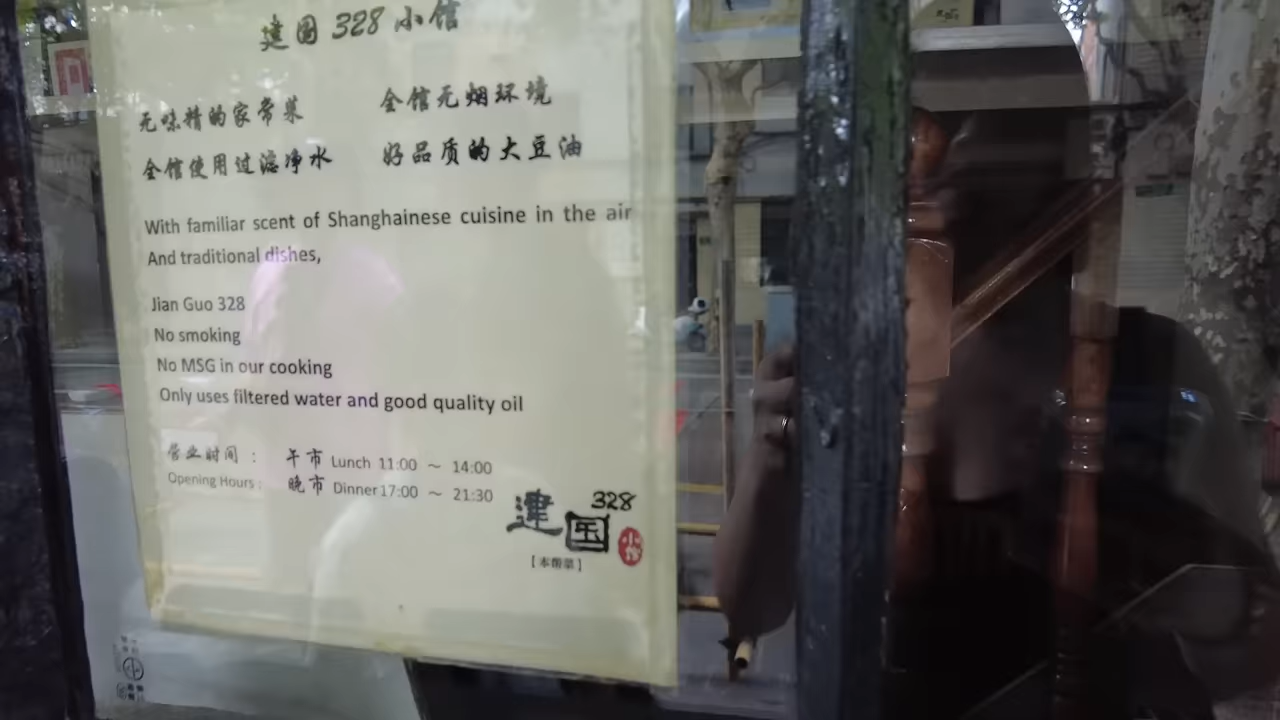 建国 328 小馆
无味精的家常菜 全馆无烟环境
全馆使用过滤净水 好品质的大豆油
With familiar scent of Shanghainese cuisine in the air
And traditional dishes,
Jian Guo 328
No smoking
No MSG in our cooking
Only uses filtered water and good quality oil
营业时间： 午市 Lunch 11:00 ～ 14:00
Opening Hours: 晚市 Dinner 17:00 ～ 21:30
建国 328
小馆